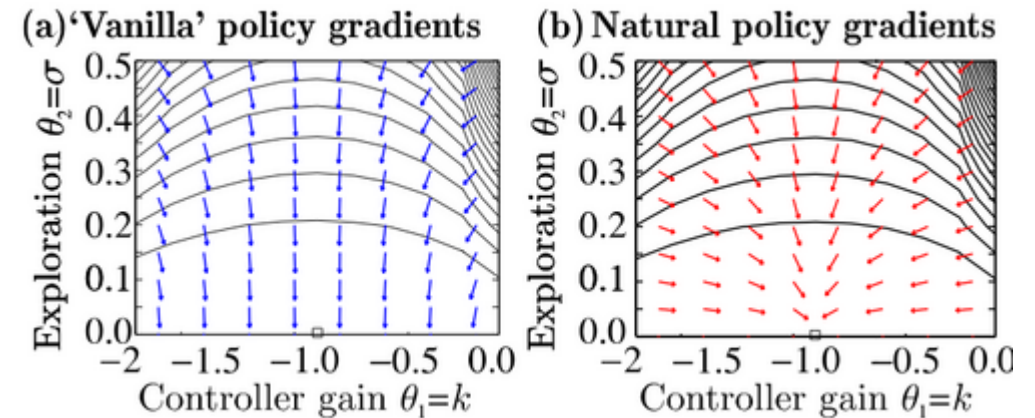 (a) 'Vanilla' policy gradients
Exploration θ₂=σ
0.5
0.4
0.3
0.2
0.1
0.0
−2 −1.5 −1.0 −0.5 0.0
Controller gain θ₁=k
(b) Natural policy gradients
Exploration θ₂=σ
0.5
0.4
0.3
0.2
0.1
0.0
−2 −1.5 −1.0 −0.5 0.0
Controller gain θ₁=k